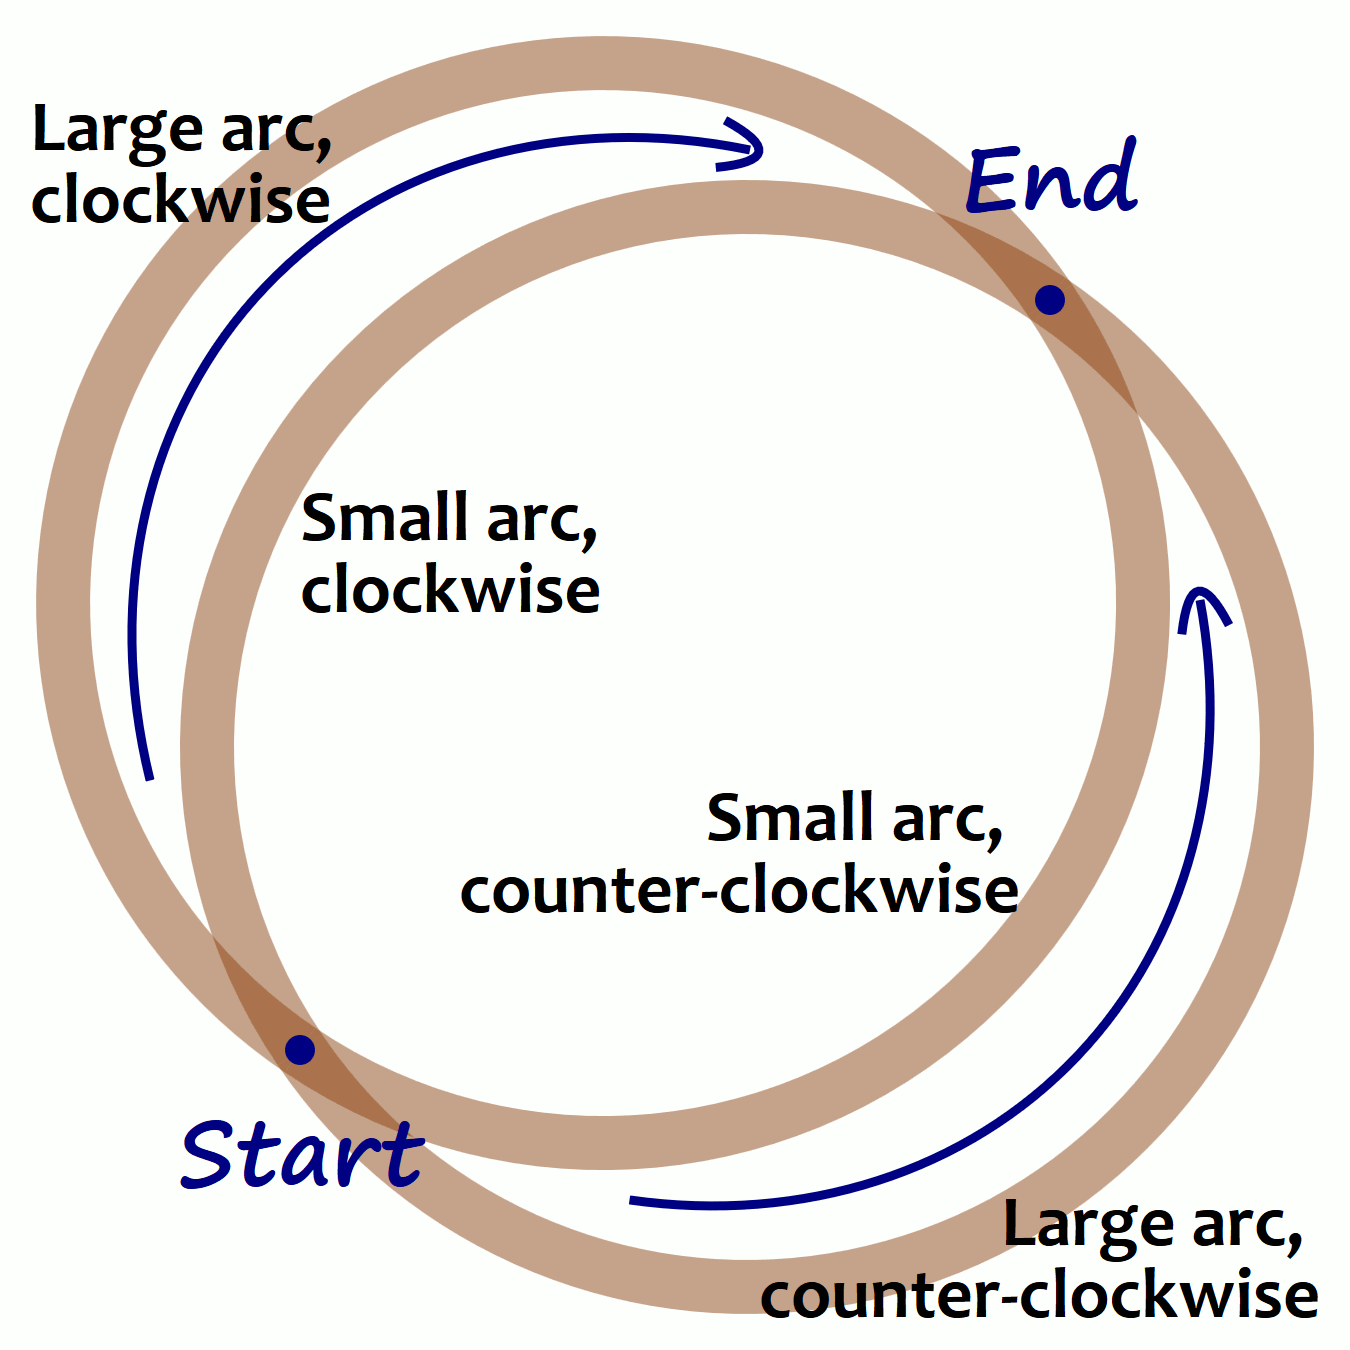 Large arc,
clockwise
End
Small arc,
clockwise
Small arc,
counter-clockwise
Start
Large arc,
counter-clockwise